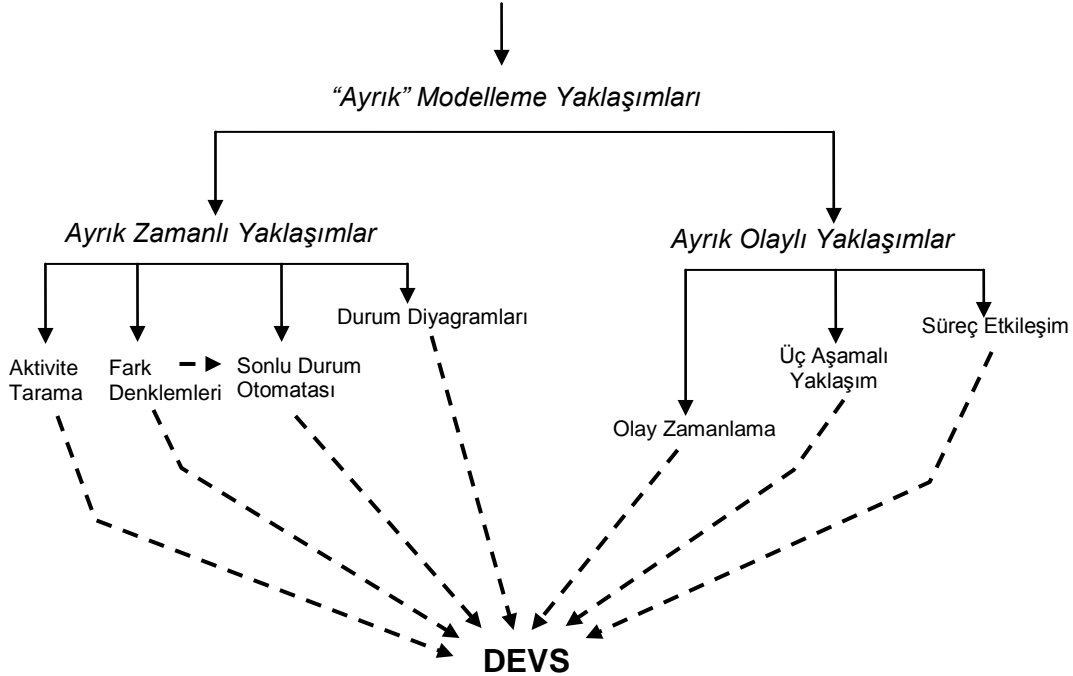 “Ayrık” Modelleme Yaklaşımları
Ayrık Zamanlı Yaklaşımlar
Ayrık Olaylı Yaklaşımlar
Aktivite
Tarama
Fark
Denklemleri
Sonlu Durum
Otomatası
Durum Diyagramları
Olay Zamanlama
Üç Aşamalı
Yaklaşım
Süreç Etkileşim
DEVS